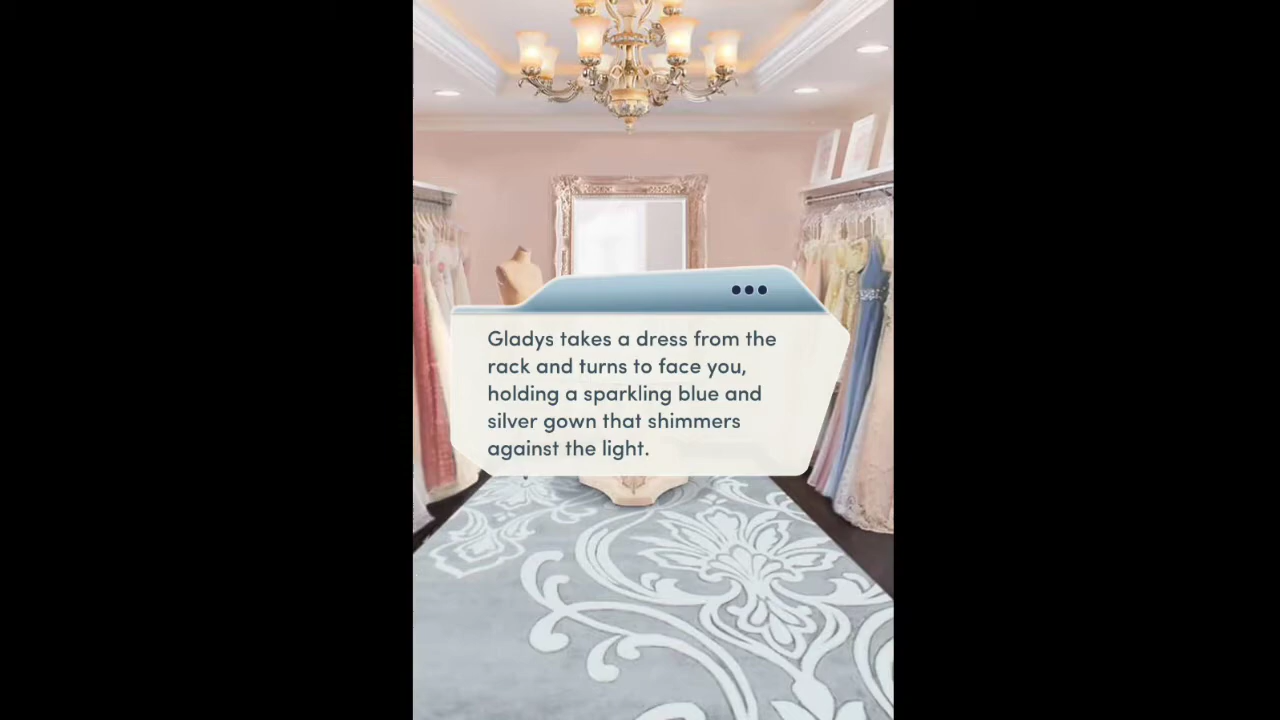 Gladys takes a dress from the
rack and turns to face you,
holding a sparkling blue and
silver gown that shimmers
against the light.